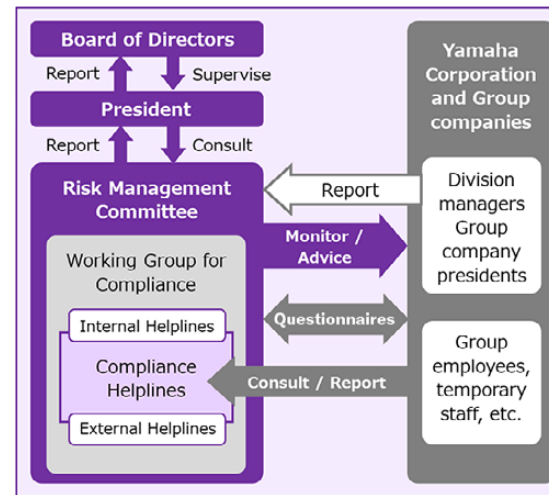 Board of Directors
Report
Supervise
President
Report
Consult
Risk Management
Committee
Working Group for
Compliance
Internal Helplines
Compliance
Helplines
External Helplines
Report
Monitor /
Advice
Questionnaires
Consult / Report
Yamaha
Corporation
and Group
companies
Division
managers
Group
company
presidents
Group
employees,
temporary
staff, etc.